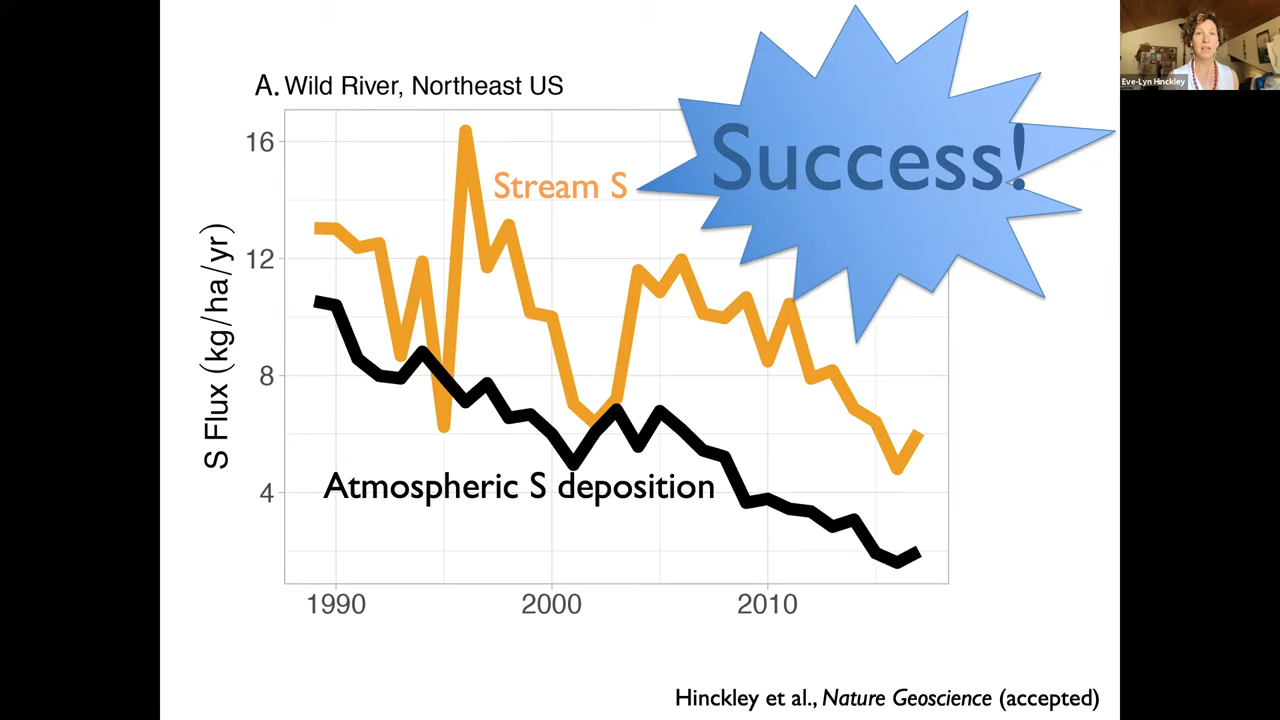 A. Wild River, Northeast US
Success!
Eve-Lyn Hinckley
16
Stream S
12
S Flux (kg/ha/yr)
8
Atmospheric S deposition
4
1990 2000 2010
Hinckley et al., Nature Geoscience (accepted)